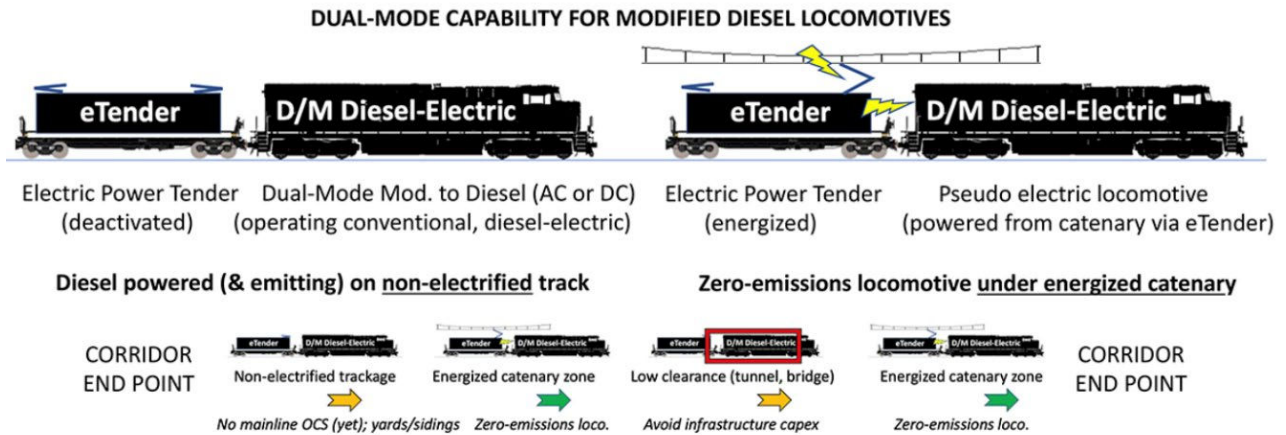 DUAL-MODE CAPABILITY FOR MODIFIED DIESEL LOCOMOTIVES
eTender
D/M Diesel-Electric
eTender
D/M Diesel-Electric
Electric Power Tender
(deactivated)
Dual-Mode Mod. to Diesel (AC or DC)
(operating conventional, diesel-electric)
Electric Power Tender
(energized)
Pseudo electric locomotive
(powered from catenary via eTender)
Diesel powered (& emitting) on non-electrified track
Zero-emissions locomotive under energized catenary
CORRIDOR
END POINT
eTender
D/M Diesel-Electric
Non-electrified trackage
No mainline OCS (yet); yards/sidings
eTender
D/M Diesel-Electric
Energized catenary zone
Zero-emissions loco.
eTender
D/M Diesel-Electric
Low clearance (tunnel, bridge)
Avoid infrastructure capex
eTender
D/M Diesel-Electric
Energized catenary zone
Zero-emissions loco.
CORRIDOR
END POINT